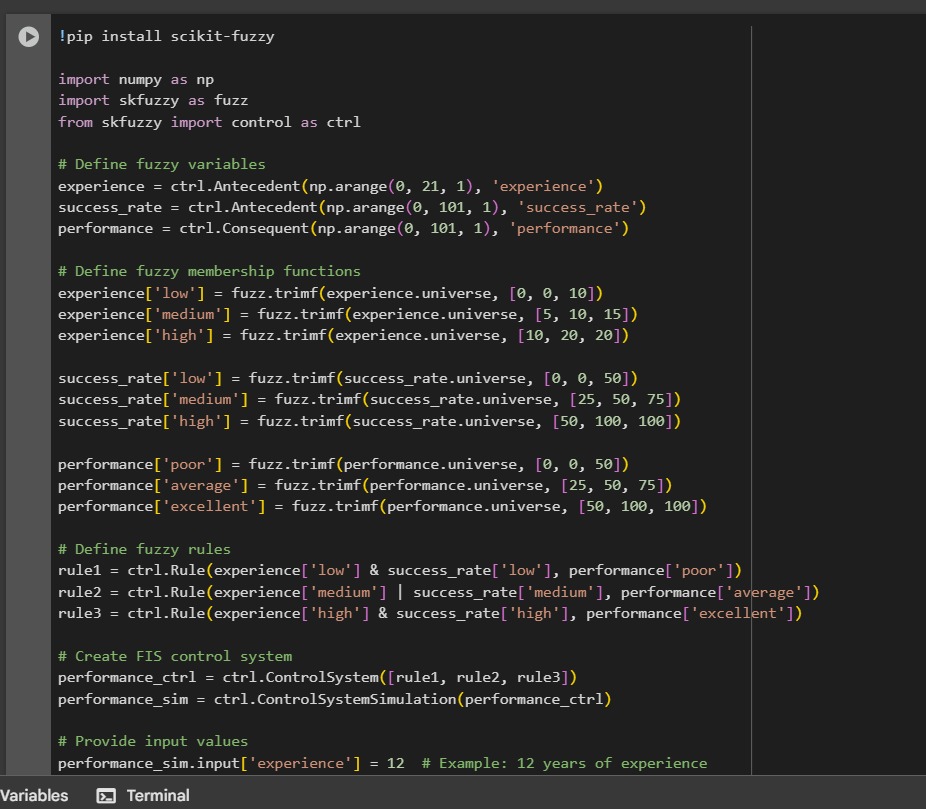 !pip install scikit-fuzzy
import numpy as np
import skfuzzy as fuzz
from skfuzzy import control as ctrl
# Define fuzzy variables
experience = ctrl.Antecedent(np.arange(0, 21, 1), 'experience')
success_rate = ctrl.Antecedent(np.arange(0, 101, 1), 'success_rate')
performance = ctrl.Consequent(np.arange(0, 101, 1), 'performance')
# Define fuzzy membership functions
experience['low'] = fuzz.trimf(experience.universe, [0, 0, 10])
experience['medium'] = fuzz.trimf(experience.universe, [5, 10, 15])
experience['high'] = fuzz.trimf(experience.universe, [10, 20, 20])
success_rate['low'] = fuzz.trimf(success_rate.universe, [0, 0, 50])
success_rate['medium'] = fuzz.trimf(success_rate.universe, [25, 50, 75])
success_rate['high'] = fuzz.trimf(success_rate.universe, [50, 100, 100])
performance['poor'] = fuzz.trimf(performance.universe, [0, 0, 50])
performance['average'] = fuzz.trimf(performance.universe, [25, 50, 75])
performance['excellent'] = fuzz.trimf(performance.universe, [50, 100, 100])
# Define fuzzy rules
rule1 = ctrl.Rule(experience['low'] & success_rate['low'], performance['poor'])
rule2 = ctrl.Rule(experience['medium'] | success_rate['medium'], performance['average'])
rule3 = ctrl.Rule(experience['high'] & success_rate['high'], performance['excellent'])
# Create FIS control system
performance_ctrl = ctrl.ControlSystem([rule1, rule2, rule3])
performance_sim = ctrl.ControlSystemSimulation(performance_ctrl)
# Provide input values
performance_sim.input['experience'] = 12  # Example: 12 years of experience
Variables Terminal